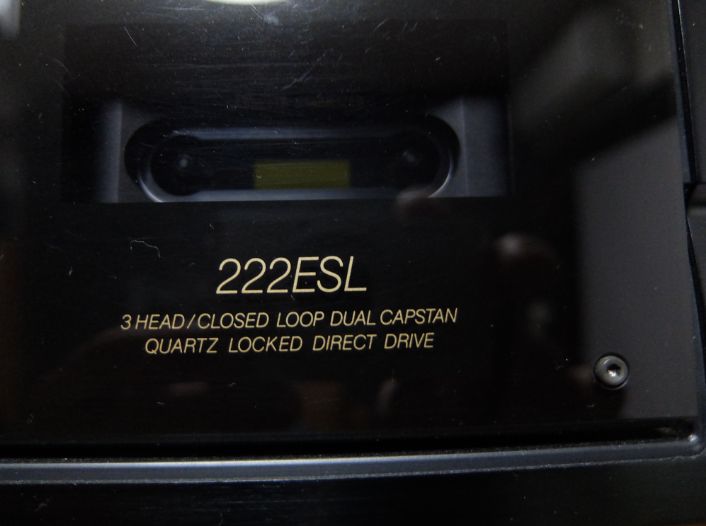 222ESL
3 HEAD/CLOSED LOOP DUAL CAPSTAN
QUARTZ LOCKED DIRECT DRIVE